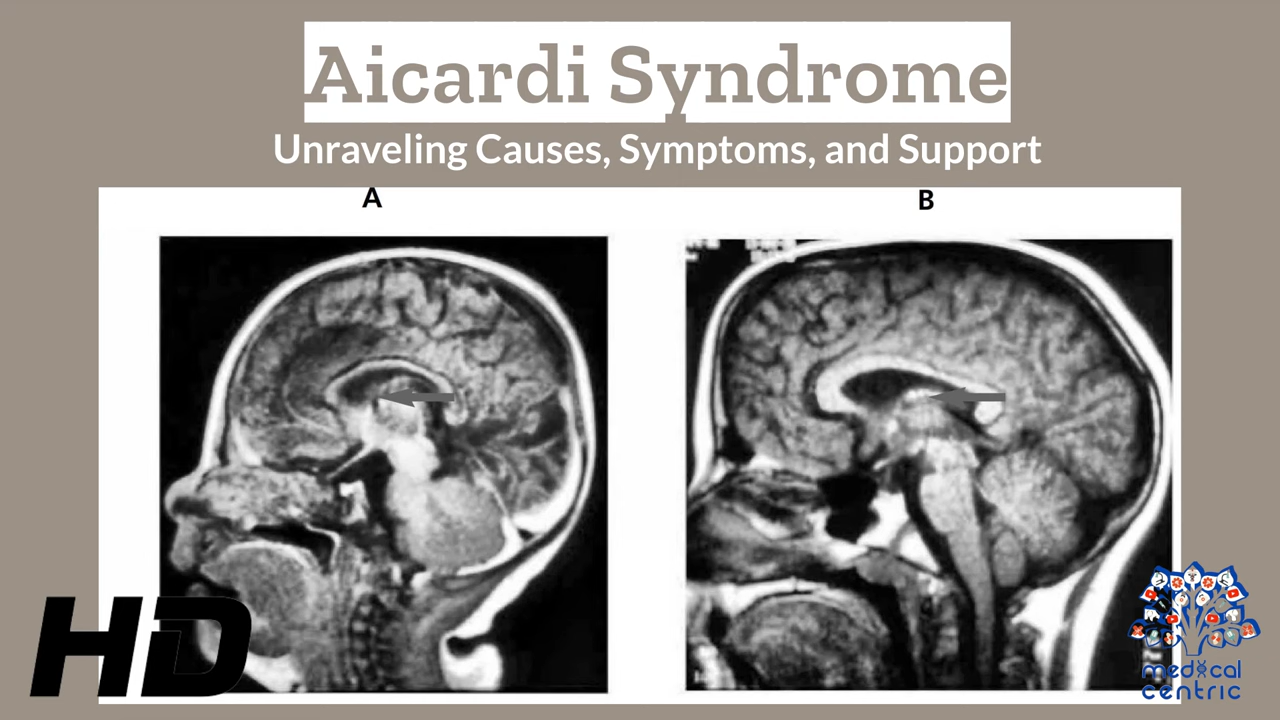 Aicardi Syndrome
Unraveling Causes, Symptoms, and Support
A
B
HD
medical
centric